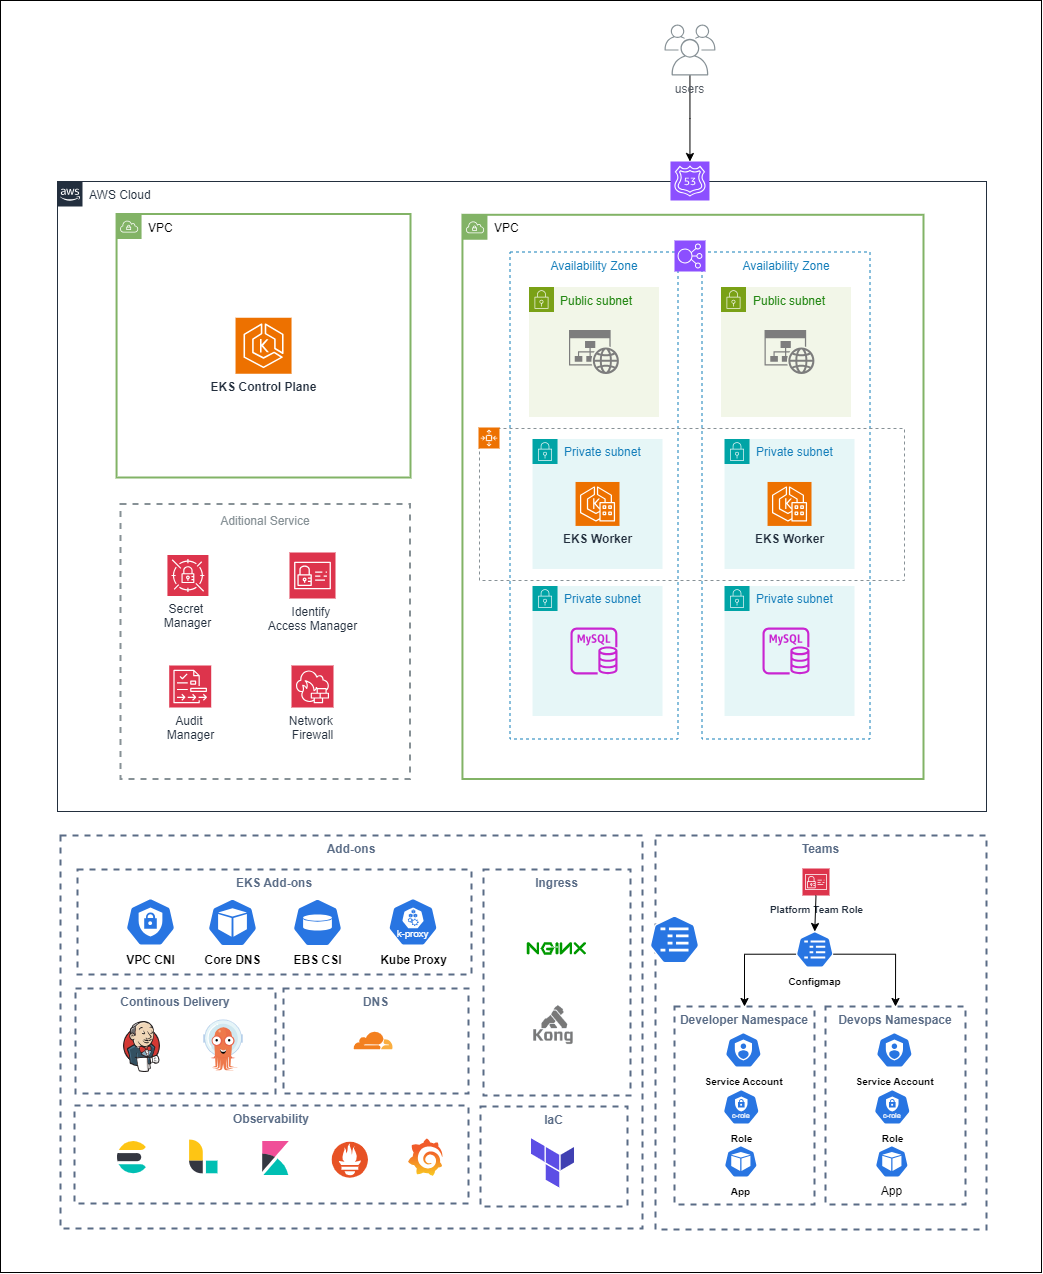 users
53
aws
AWS Cloud
VPC
VPC
Availability Zone
Availability Zone
Public subnet
Public subnet
K
EKS Control Plane
Private subnet
Private subnet
K
K
EKS Worker
EKS Worker
Aditional Service
Secret
Manager
Identify
Access Manager
Private subnet
Private subnet
MySQL
MySQL
Audit
Manager
Network
Firewall
Add-ons
Teams
EKS Add-ons
Ingress
k-proxy
VPC CNI
Core DNS
EBS CSI
Kube Proxy
NGINX
Platform Team Role
Configmap
Continous Delivery
DNS
Kong
Developer Namespace
Devops Namespace
Service Account
Service Account
c-role
c-role
Role
Role
App
App
Observability
IaC